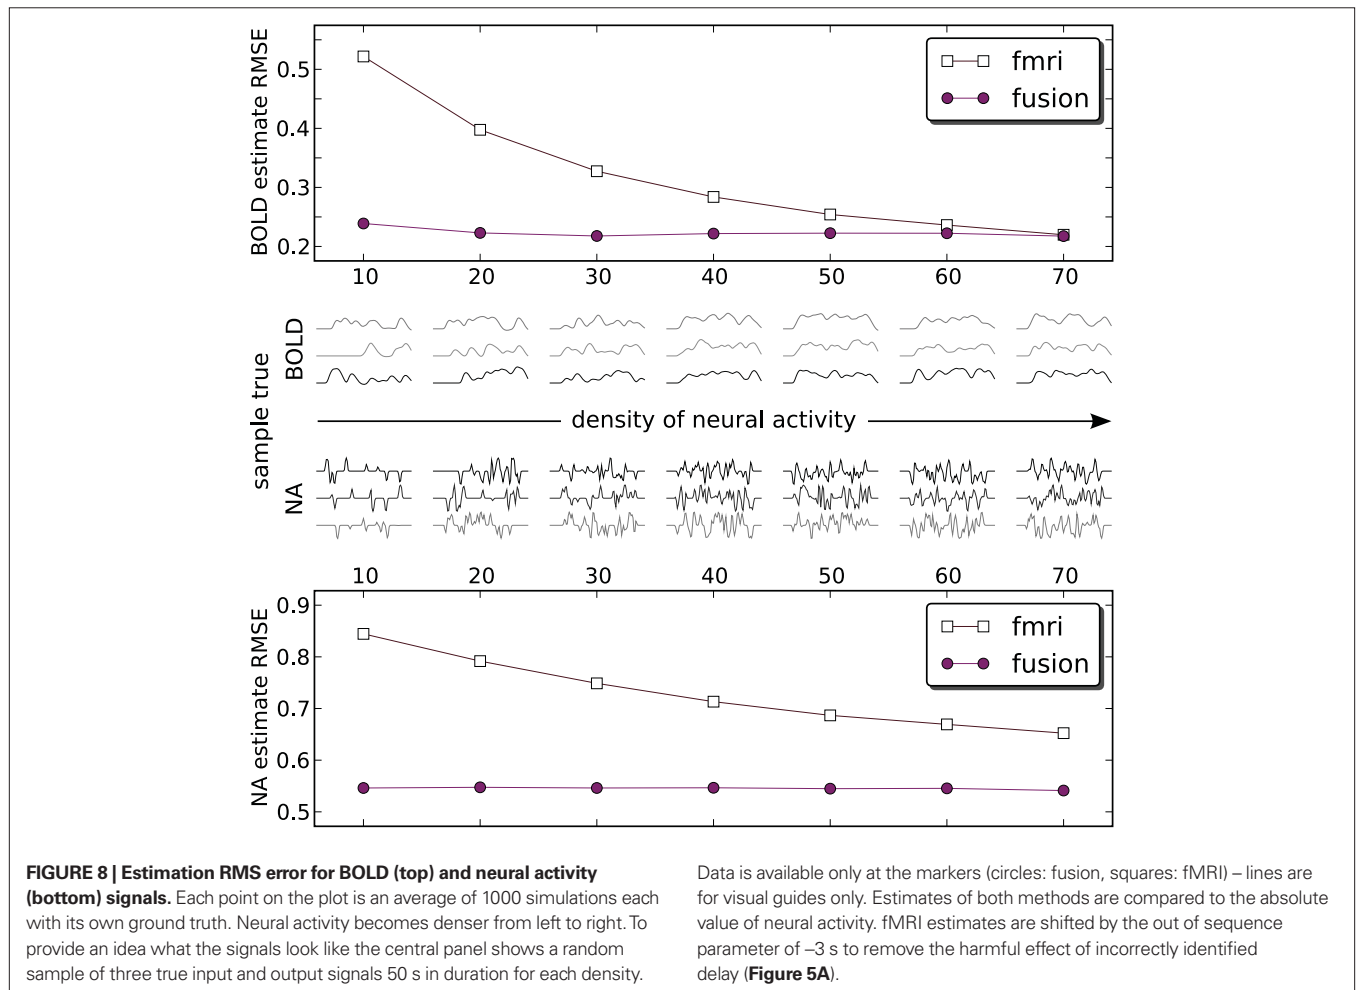 BOLD estimate RMSE
0.5
0.4
0.3
0.2
fmri
fusion
10 20 30 40 50 60 70
sample true
BOLD
density of neural activity
NA
10 20 30 40 50 60 70
NA estimate RMSE
0.9
0.8
0.7
0.6
0.5
fmri
fusion
FIGURE 8 | Estimation RMS error for BOLD (top) and neural activity
(bottom) signals. Each point on the plot is an average of 1000 simulations each
with its own ground truth. Neural activity becomes denser from left to right. To
provide an idea what the signals look like the central panel shows a random
sample of three true input and output signals 50 s in duration for each density.
Data is available only at the markers (circles: fusion, squares: fMRI) – lines are
for visual guides only. Estimates of both methods are compared to the absolute
value of neural activity. fMRI estimates are shifted by the out of sequence
parameter of –3 s to remove the harmful effect of incorrectly identified
delay (Figure 5A).